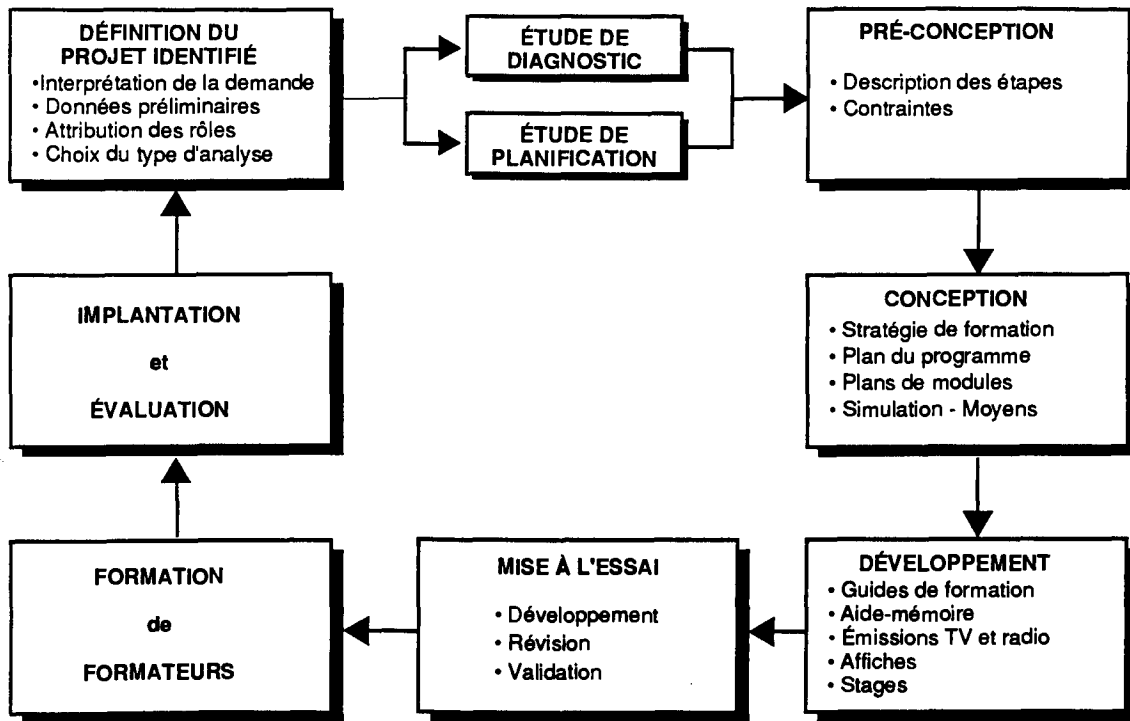 DÉFINITION DU
PROJET IDENTIFIÉ
•Interprétation de la demande
• Données préliminaires
• Attribution des rôles
• Choix du type d'analyse
ÉTUDE DE
DIAGNOSTIC
ÉTUDE DE
PLANIFICATION
PRÉ-CONCEPTION
• Description des étapes
• Contraintes
CONCEPTION
• Stratégie de formation
• Plan du programme
• Plans de modules
• Simulation - Moyens
DÉVELOPPEMENT
• Guides de formation
• Aide-mémoire
• Émissions TV et radio
• Affiches
• Stages
MISE À L'ESSAI
• Développement
• Révision
• Validation
FORMATION
de
FORMATEURS
IMPLANTATION
et
ÉVALUATION